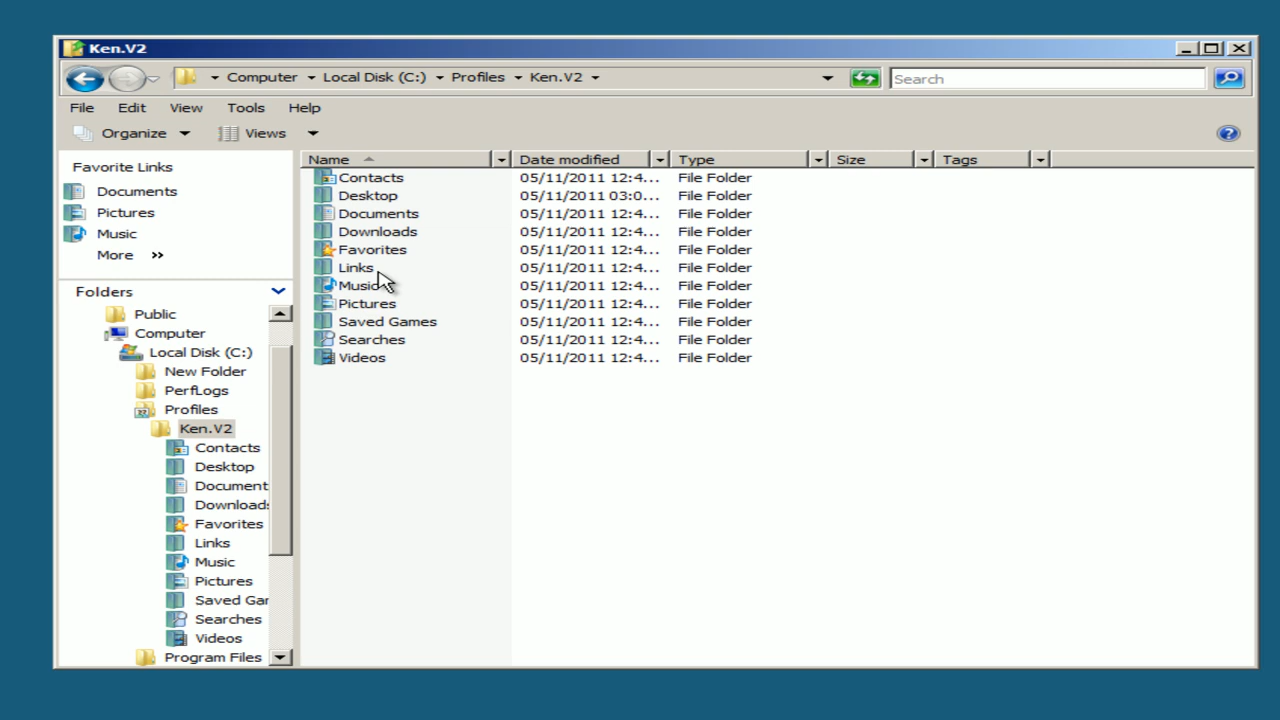 Ken.V2
Computer Local Disk (C:) Profiles Ken.V2
Search
File Edit View Tools Help
Organize Views
Favorite Links
Documents
Pictures
Music
More »
Folders
Public
Computer
Local Disk (C:)
New Folder
PerfLogs
Profiles
Ken.V2
Contacts
Desktop
Document
Downloads
Favorites
Links
Music
Pictures
Saved Gar
Searches
Videos
Program Files
Name Date modified Type Size Tags
Contacts 05/11/2011 12:4... File Folder
Desktop 05/11/2011 03:0... File Folder
Documents 05/11/2011 12:4... File Folder
Downloads 05/11/2011 12:4... File Folder
Favorites 05/11/2011 12:4... File Folder
Links 05/11/2011 12:4... File Folder
Music 05/11/2011 12:4... File Folder
Pictures 05/11/2011 12:4... File Folder
Saved Games 05/11/2011 12:4... File Folder
Searches 05/11/2011 12:4... File Folder
Videos 05/11/2011 12:4... File Folder